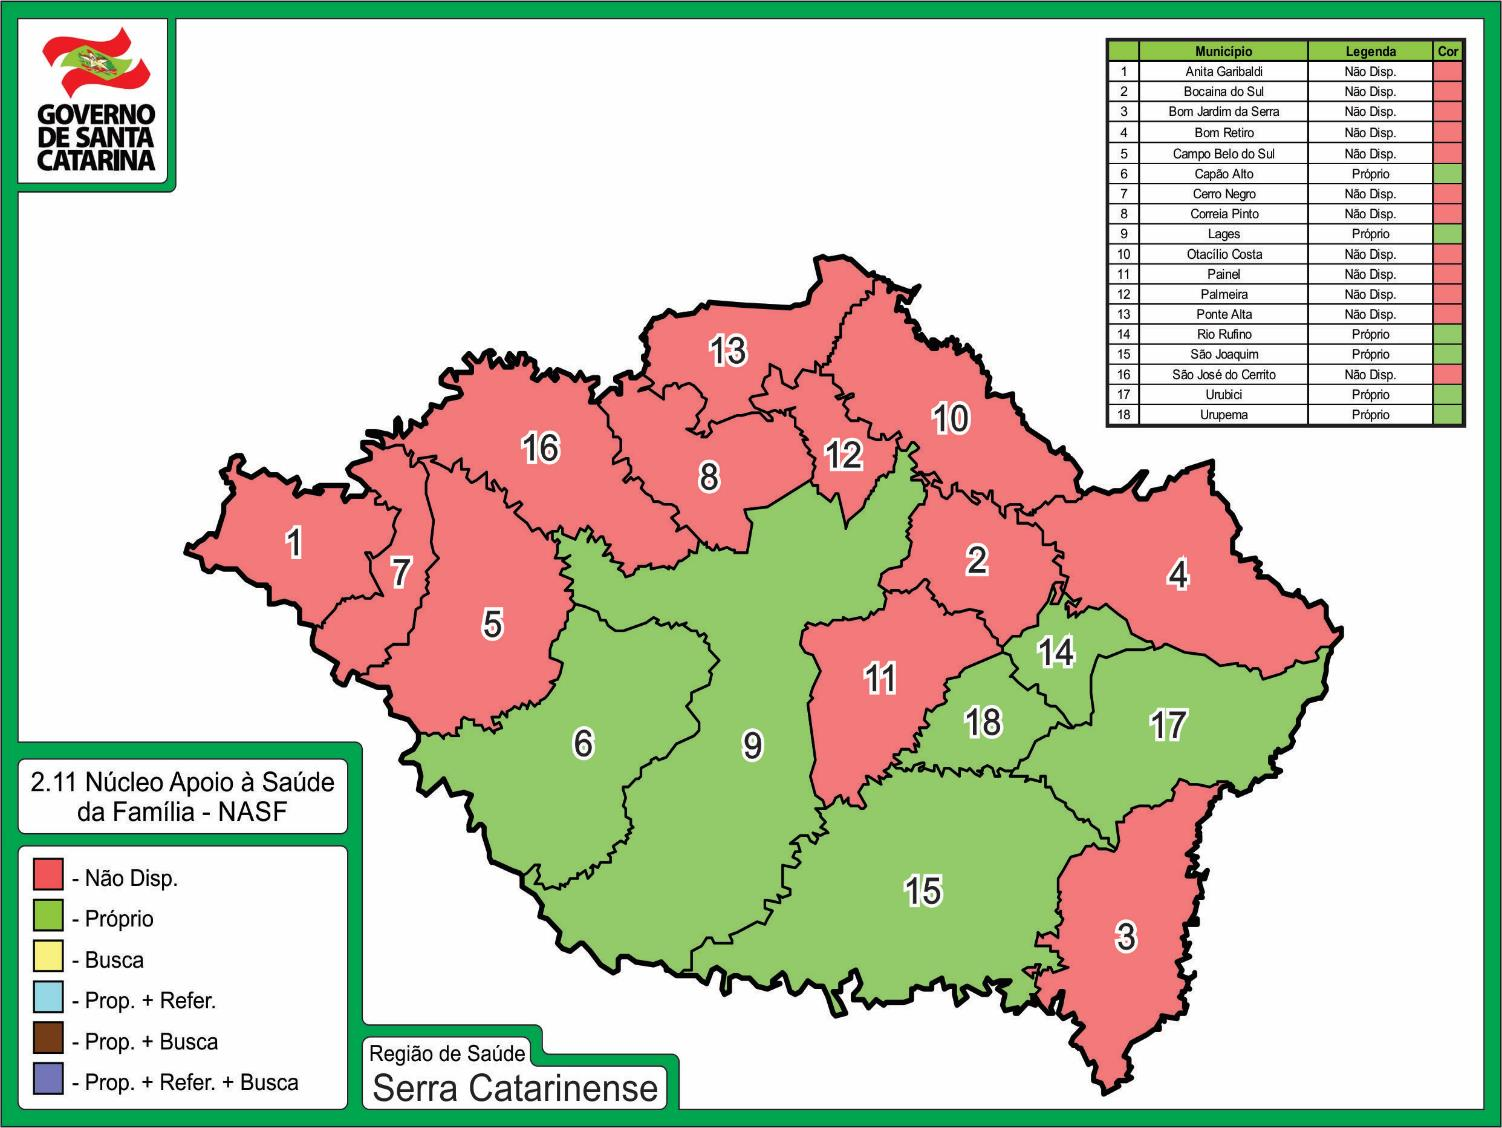 GOVERNO
DE SANTA
CATARINA
Município Legenda Cor
1 Anita Garibaldi Não Disp.
2 Bocaina do Sul Não Disp.
3 Bom Jardim da Serra Não Disp.
4 Bom Retiro Não Disp.
5 Campo Belo do Sul Não Disp.
6 Capão Alto Próprio
7 Cerro Negro Não Disp.
8 Correia Pinto Não Disp.
9 Lages Próprio
10 Otacílio Costa Não Disp.
11 Painel Não Disp.
12 Palmeira Não Disp.
13 Ponte Alta Não Disp.
14 Rio Rufino Próprio
15 São Joaquim Próprio
16 São José do Cerrito Não Disp.
17 Urubici Próprio
18 Urupema Próprio
13
10
16
12
8
1
2
7
4
5
14
11
18
17
6
9
15
3
2.11 Núcleo Apoio à Saúde
da Família - NASF
- Não Disp.
- Próprio
- Busca
- Prop. + Refer.
- Prop. + Busca
- Prop. + Refer. + Busca
Região de Saúde
Serra Catarinense